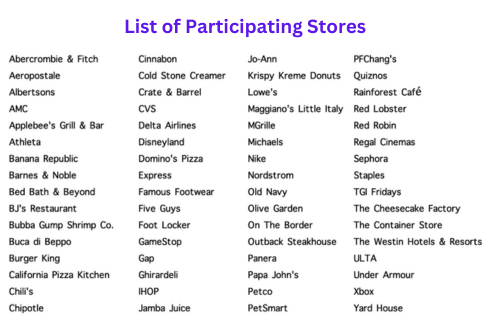 List of Participating Stores
Abercrombie & Fitch
Aeropostale
Albertsons
AMC
Applebee's Grill & Bar
Athleta
Banana Republic
Barnes & Noble
Bed Bath & Beyond
BJ's Restaurant
Bubba Gump Shrimp Co.
Buca di Beppo
Burger King
California Pizza Kitchen
Chili's
Chipotle
Cinnabon
Cold Stone Creamer
Crate & Barrel
CVS
Delta Airlines
Disneyland
Domino's Pizza
Express
Famous Footwear
Five Guys
Foot Locker
GameStop
Gap
Ghirardeli
IHOP
Jamba Juice
Jo-Ann
Krispy Kreme Donuts
Lowe's
Maggiano's Little Italy
MGrille
Michaels
Nike
Nordstrom
Old Navy
Olive Garden
On The Border
Outback Steakhouse
Panera
Papa John's
Petco
PetSmart
PFChang's
Quiznos
Rainforest Café
Red Lobster
Red Robin
Regal Cinemas
Sephora
Staples
TGI Fridays
The Cheesecake Factory
The Container Store
The Westin Hotels & Resorts
ULTA
Under Armour
Xbox
Yard House